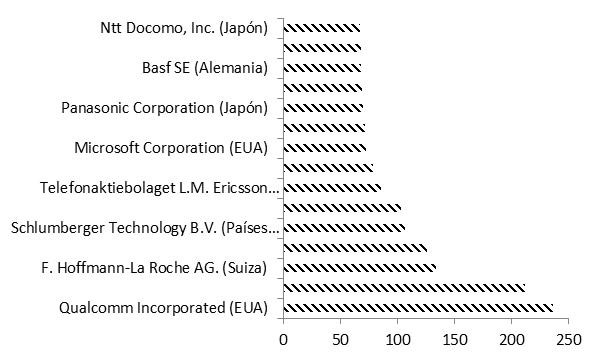 Ntt Docomo, Inc. (Japón)
Basf SE (Alemania)
Panasonic Corporation (Japón)
Microsoft Corporation (EUA)
Telefonaktiebolaget L.M. Ericsson...
Schlumberger Technology B.V. (Países...
F. Hoffmann-La Roche AG. (Suiza)
Qualcomm Incorporated (EUA)
0 50 100 150 200 250